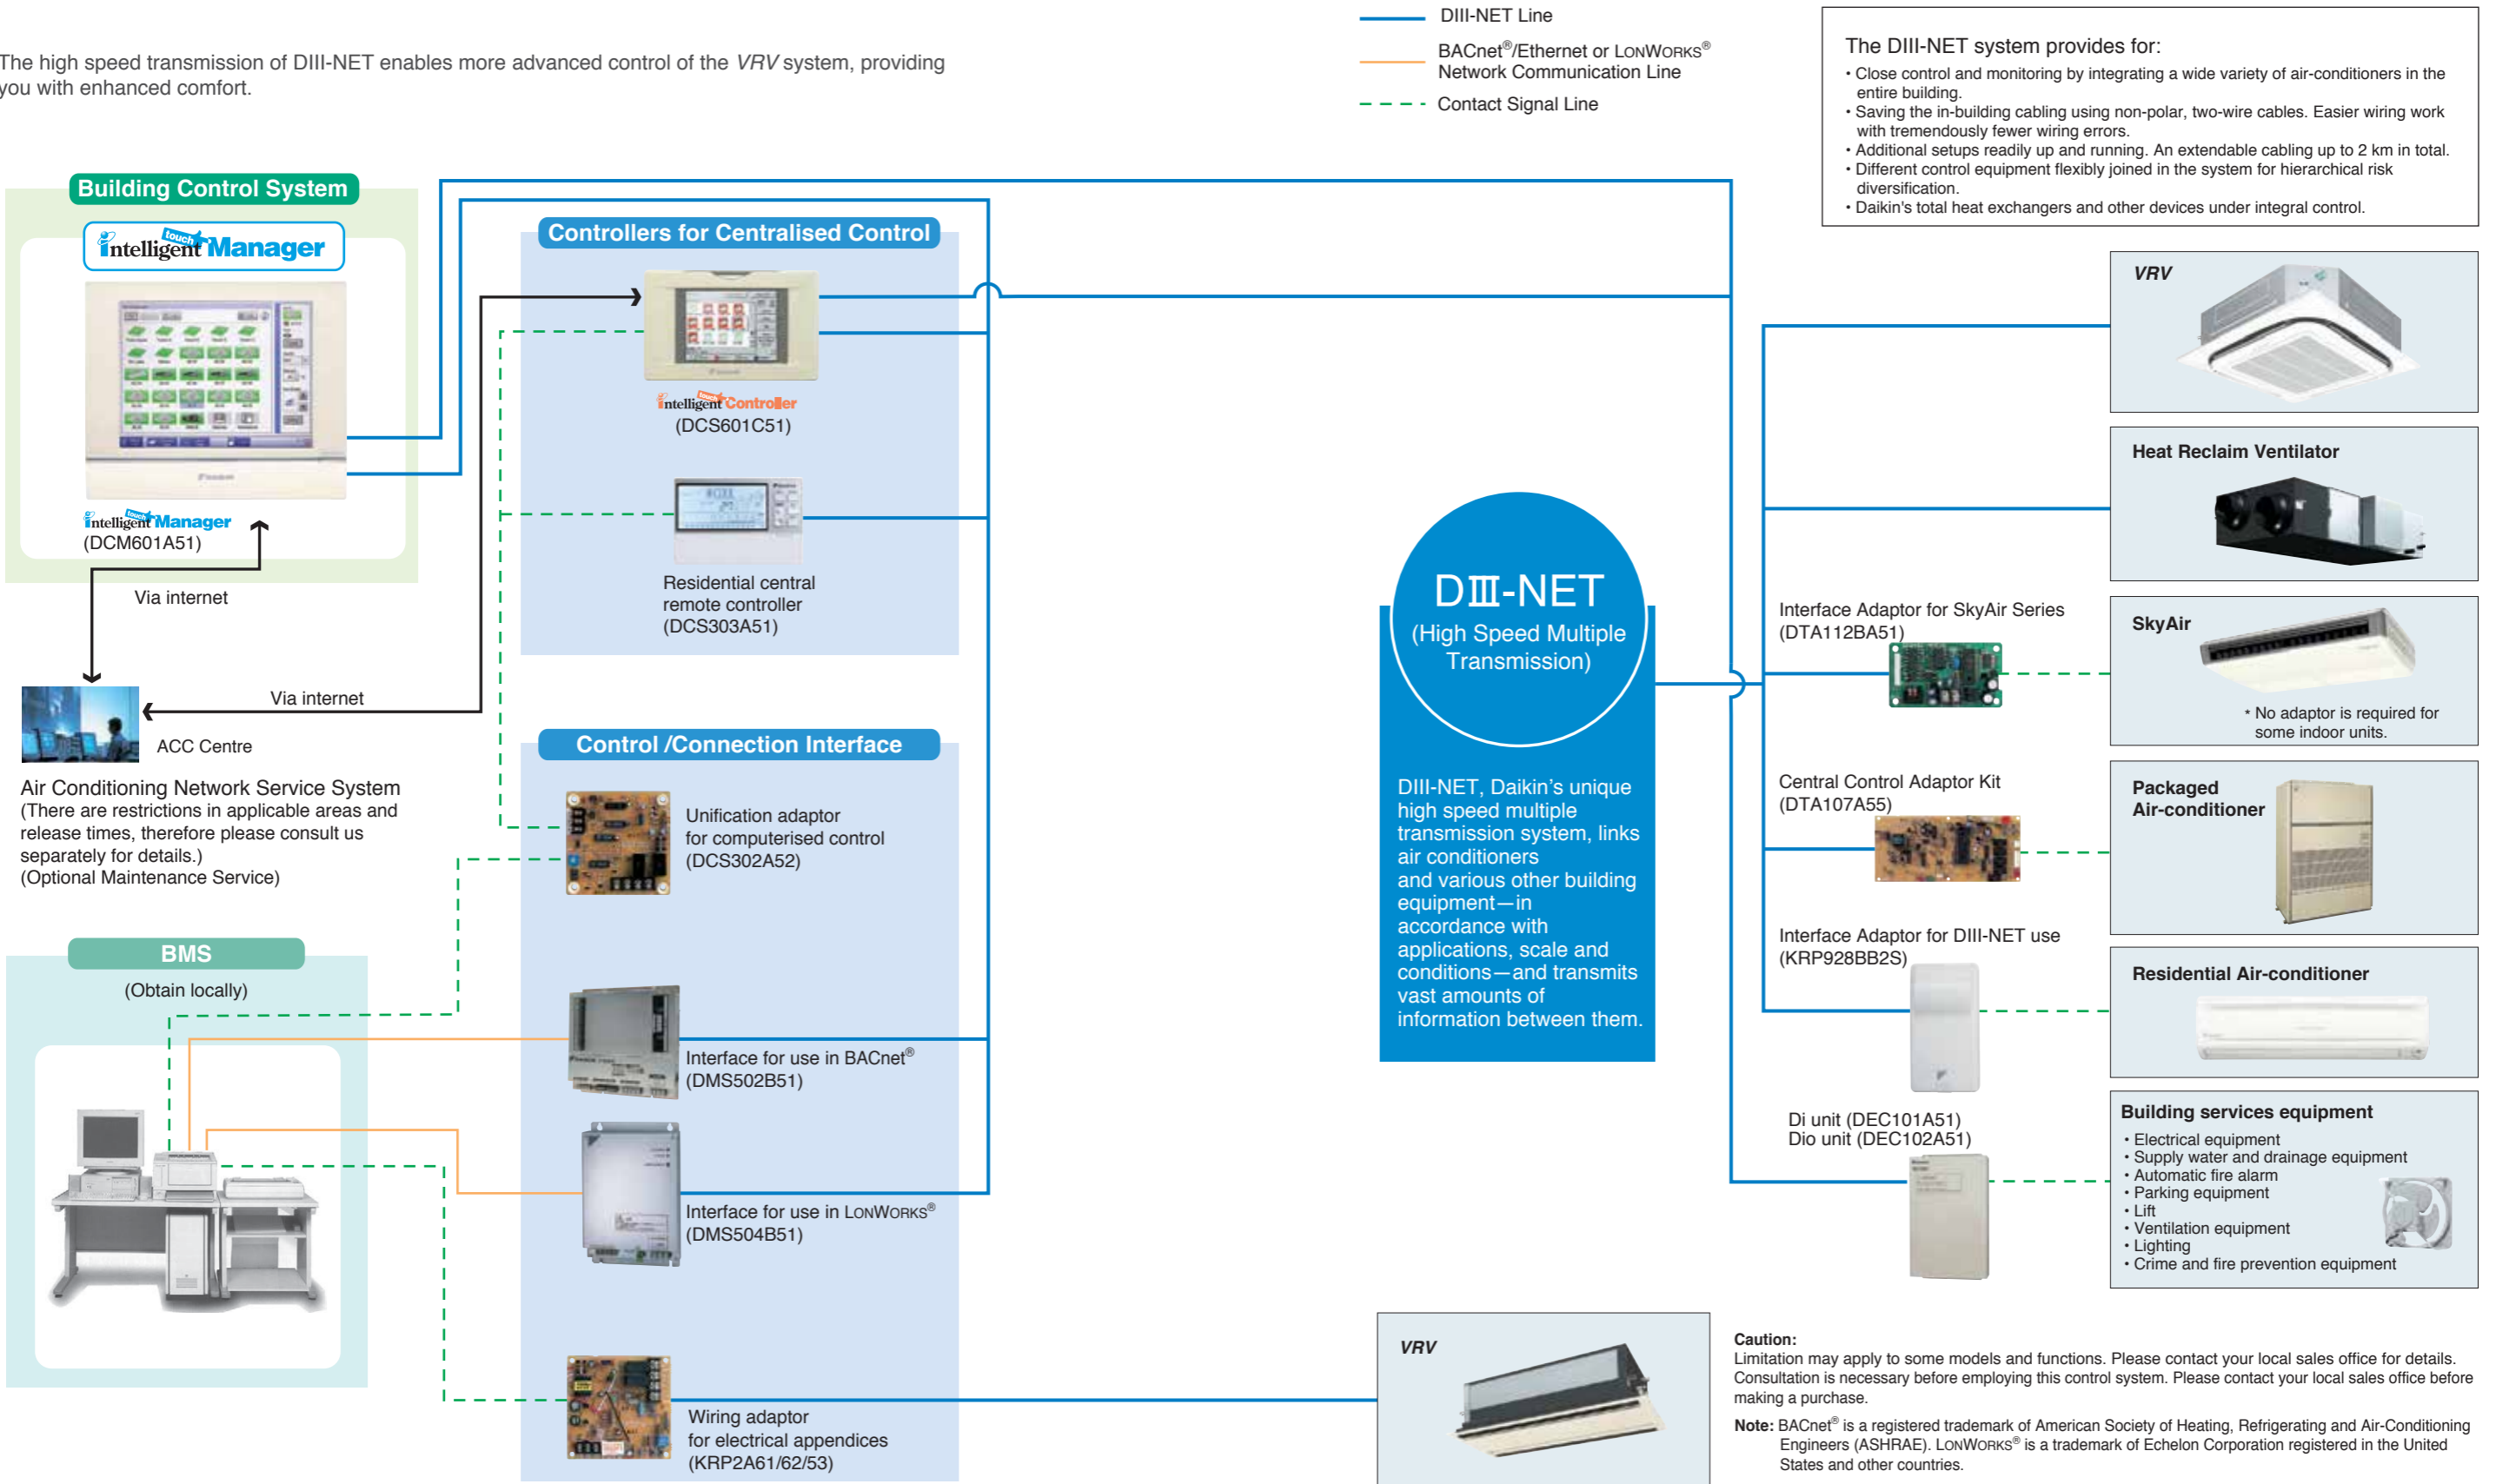 The high speed transmission of DIII-NET enables more advanced control of the VRV system, providing
you with enhanced comfort.
DIII-NET Line
BACnet®/Ethernet or LONWORKS®
Network Communication Line
Contact Signal Line
The DIII-NET system provides for:
• Close control and monitoring by integrating a wide variety of air-conditioners in the
entire building.
• Saving the in-building cabling using non-polar, two-wire cables. Easier wiring work
with tremendously fewer wiring errors.
• Additional setups readily up and running. An extendable cabling up to 2 km in total.
• Different control equipment flexibly joined in the system for hierarchical risk
diversification.
• Daikin's total heat exchangers and other devices under integral control.
Building Control System
intelligent touch Manager
intelligent touch Manager
(DCM601A51)
Via internet
Via internet
ACC Centre
Air Conditioning Network Service System
(There are restrictions in applicable areas and
release times, therefore please consult us
separately for details.)
(Optional Maintenance Service)
BMS
(Obtain locally)
Controllers for Centralised Control
intelligent touch Controller
(DCS601C51)
Residential central
remote controller
(DCS303A51)
Control /Connection Interface
Unification adaptor
for computerised control
(DCS302A52)
Interface for use in BACnet®
(DMS502B51)
Interface for use in LONWORKS®
(DMS504B51)
Wiring adaptor
for electrical appendices
(KRP2A61/62/53)
DIII-NET
(High Speed Multiple
Transmission)
DIII-NET, Daikin's unique
high speed multiple
transmission system, links
air conditioners
and various other building
equipment—in
accordance with
applications, scale and
conditions—and transmits
vast amounts of
information between them.
VRV
Heat Reclaim Ventilator
Interface Adaptor for SkyAir Series
(DTA112BA51)
SkyAir
* No adaptor is required for
some indoor units.
Central Control Adaptor Kit
(DTA107A55)
Packaged
Air-conditioner
Interface Adaptor for DIII-NET use
(KRP928BB2S)
Residential Air-conditioner
Di unit (DEC101A51)
Dio unit (DEC102A51)
Building services equipment
• Electrical equipment
• Supply water and drainage equipment
• Automatic fire alarm
• Parking equipment
• Lift
• Ventilation equipment
• Lighting
• Crime and fire prevention equipment
VRV
Caution:
Limitation may apply to some models and functions. Please contact your local sales office for details.
Consultation is necessary before employing this control system. Please contact your local sales office before
making a purchase.
Note: BACnet® is a registered trademark of American Society of Heating, Refrigerating and Air-Conditioning
Engineers (ASHRAE). LONWORKS® is a trademark of Echelon Corporation registered in the United
States and other countries.